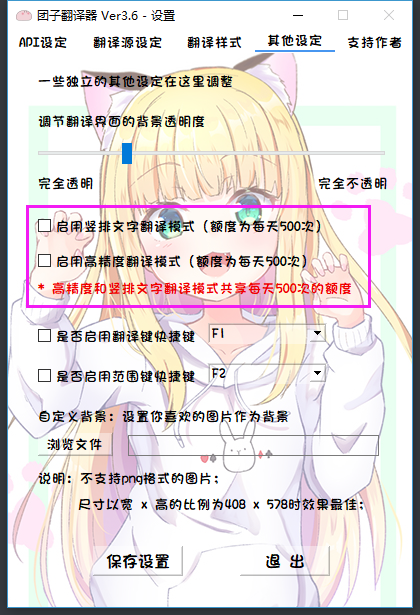 团子翻译器 Ver3.6 - 设置
API设定 翻译源设定 翻译样式 其他设定 支持作者
一些独立的其他设定在这里调整
调节翻译界面的背景透明度
完全透明 完全不透明
启用竖排文字翻译模式（额度为每天500次）
启用高精度翻译模式（额度为每天500次）
* 高精度和竖排文字翻译模式共享每天500次的额度
是否启用翻译键快捷键 F1
是否启用范围键快捷键 F2
自定义背景：设置你喜欢的图片作为背景
浏览文件
说明：不支持png格式的图片；
尺寸以宽 x 高的比例为408 x 578时效果最佳；
保存设置 退 出